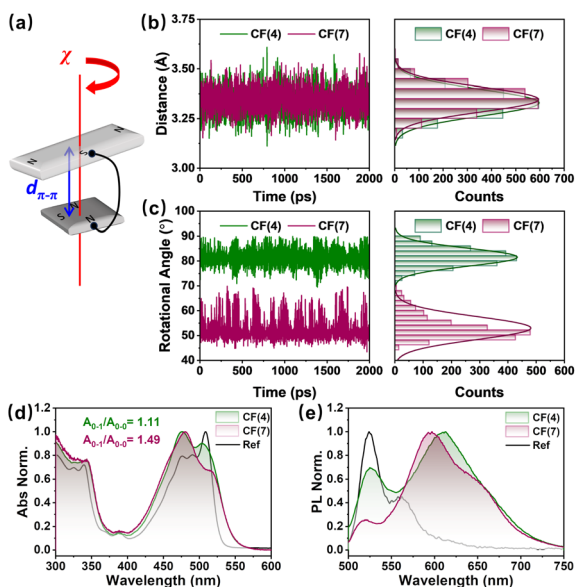 (a)
χ
N
S
N
dπ-π
S
N
N
(b)
Distance (Å)
3.75
3.50
3.25
3.00
CF(4) CF(7)
0 500 1000 1500 2000
Time (ps)
CF(4) CF(7)
0 100 200 300 400 500 600 700
Counts
(c)
Rotational Angle (°)
90
80
70
60
50
40
CF(4) CF(7)
0 500 1000 1500 2000
Time (ps)
CF(4)
CF(7)
0 100 200 300 400 500 600
Counts
(d)
Abs Norm.
1.2
1.0
0.8
0.6
0.4
0.2
0.0
A0-1/A0-0= 1.11
A0-1/A0-0= 1.49
CF(4)
CF(7)
Ref
300 350 400 450 500 550 600
Wavelength (nm)
(e)
PL Norm.
1.2
1.0
0.8
0.6
0.4
0.2
0.0
CF(4)
CF(7)
Ref
500 550 600 650 700 750
Wavelength (nm)